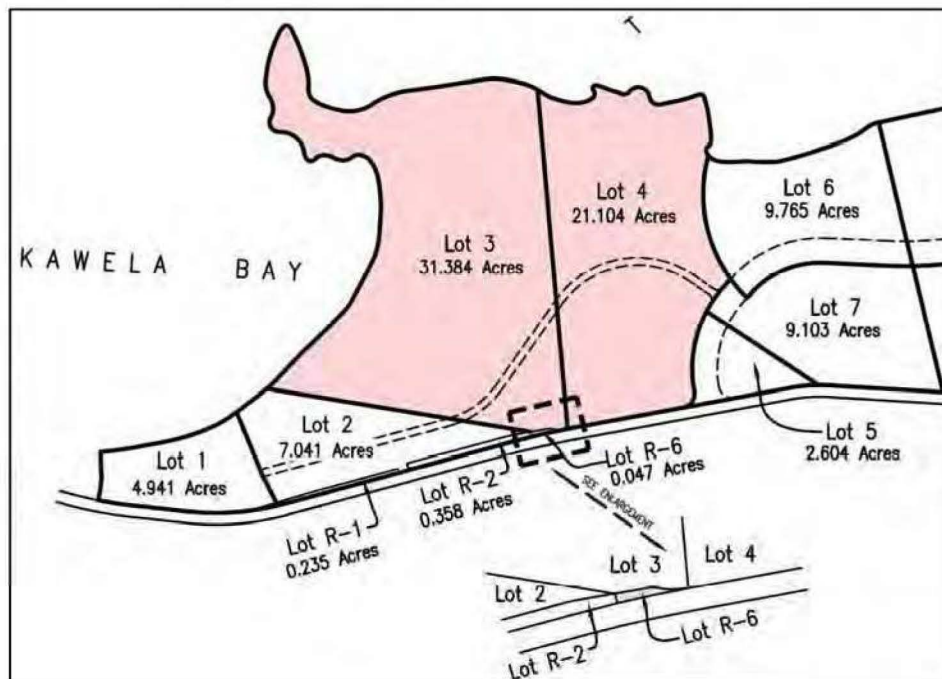 T
Lot 6
9.765 Acres
Lot 4
21.104 Acres
Lot 3
31.384 Acres
KAWELA BAY
Lot 7
9.103 Acres
Lot 2
7.041 Acres
Lot 1
4.941 Acres
Lot 5
2.604 Acres
Lot R-6
0.047 Acres
Lot R-2
0.358 Acres
Lot R-1
0.235 Acres
SEE ENLARGEMENT
Lot 3
Lot 4
Lot 2
Lot R-6
Lot R-2